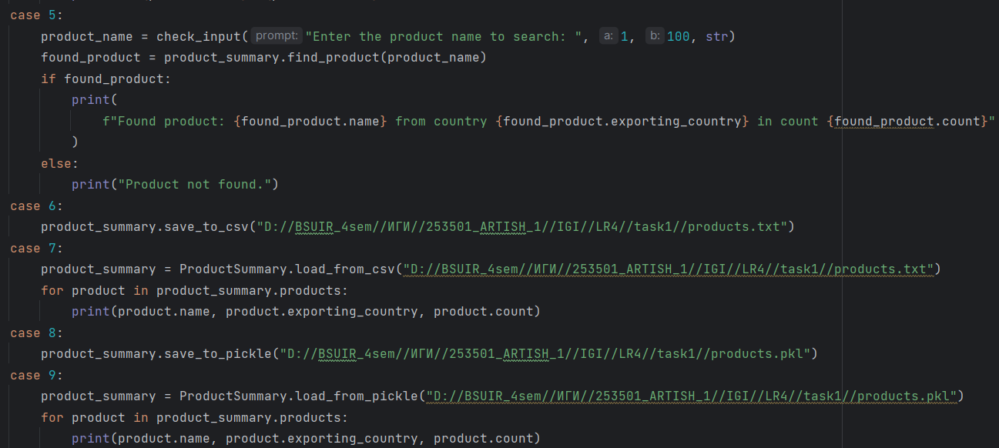 case 5:
    product_name = check_input( prompt: "Enter the product name to search: ", a: 1, b: 100, str)
    found_product = product_summary.find_product(product_name)
    if found_product:
        print(
            f"Found product: {found_product.name} from country {found_product.exporting_country} in count {found_product.count}"
        )
    else:
        print("Product not found.")
case 6:
    product_summary.save_to_csv("D://BSUIR_4sem//ИГИ//253501_ARTISH_1//IGI//LR4//task1//products.txt")
case 7:
    product_summary = ProductSummary.load_from_csv("D://BSUIR_4sem//ИГИ//253501_ARTISH_1//IGI//LR4//task1//products.txt")
    for product in product_summary.products:
        print(product.name, product.exporting_country, product.count)
case 8:
    product_summary.save_to_pickle("D://BSUIR_4sem//ИГИ//253501_ARTISH_1//IGI//LR4//task1//products.pkl")
case 9:
    product_summary = ProductSummary.load_from_pickle("D://BSUIR_4sem//ИГИ//253501_ARTISH_1//IGI//LR4//task1//products.pkl")
    for product in product_summary.products:
        print(product.name, product.exporting_country, product.count)